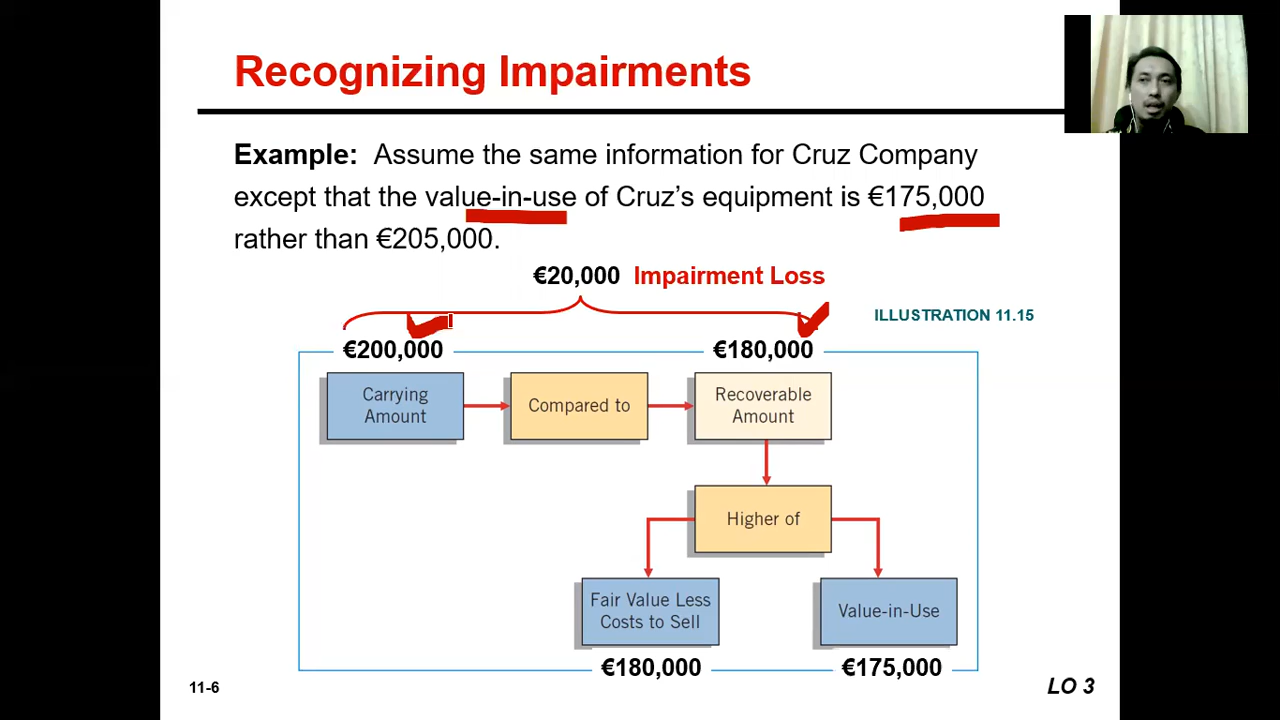 Recognizing Impairments
Example: Assume the same information for Cruz Company
except that the value-in-use of Cruz’s equipment is €175,000
rather than €205,000.
€20,000 Impairment Loss
ILLUSTRATION 11.15
€200,000
€180,000
Carrying
Amount
Compared to
Recoverable
Amount
Higher of
Fair Value Less
Costs to Sell
Value-in-Use
€180,000
€175,000
11-6
LO 3